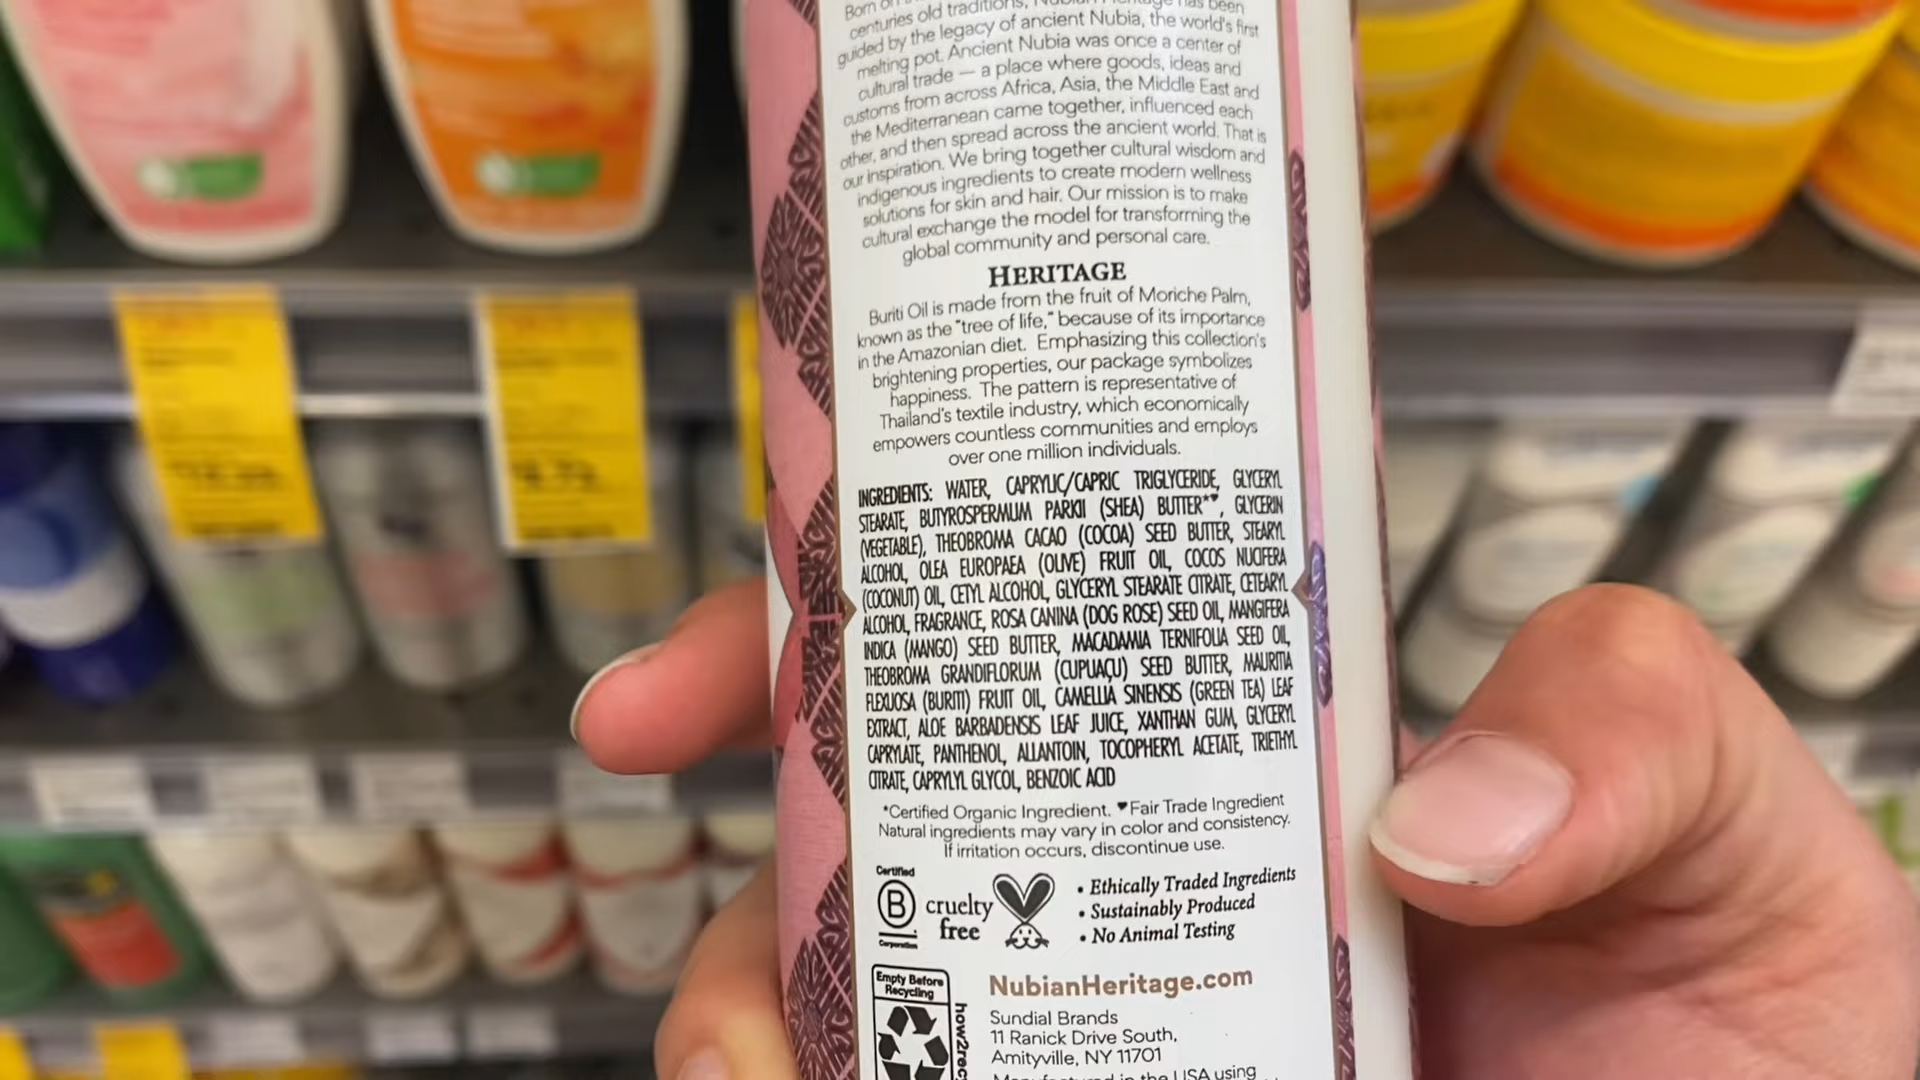 Born on
centuries old traditions, Nubian Heritage has been
guided by the legacy of ancient Nubia, the world's first
melting pot. Ancient Nubia was once a center of
cultural trade — a place where goods, ideas and
customs from across Africa, Asia, the Middle East and
the Mediterranean came together, influenced each
other, and then spread across the ancient world. That is
our inspiration. We bring together cultural wisdom and
indigenous ingredients to create modern wellness
solutions for skin and hair. Our mission is to make
cultural exchange the model for transforming the
global community and personal care.
HERITAGE
Buriti Oil is made from the fruit of Moriche Palm,
known as the "tree of life," because of its importance
in the Amazonian diet. Emphasizing this collection's
brightening properties, our package symbolizes
happiness. The pattern is representative of
Thailand's textile industry, which economically
empowers countless communities and employs
over one million individuals.
INGREDIENTS: WATER, CAPRYLIC/CAPRIC TRIGLYCERIDE, GLYCERYL
STEARATE, BUTYROSPERMUM PARKII (SHEA) BUTTER*♥, GLYCERIN
(VEGETABLE), THEOBROMA CACAO (COCOA) SEED BUTTER, STEARYL
ALCOHOL, OLEA EUROPAEA (OLIVE) FRUIT OIL, COCOS NUCIFERA
(COCONUT) OIL, CETYL ALCOHOL, GLYCERYL STEARATE CITRATE, CETEARYL
ALCOHOL, FRAGRANCE, ROSA CANINA (DOG ROSE) SEED OIL, MANGIFERA
INDICA (MANGO) SEED BUTTER, MACADAMIA TERNIFOLIA SEED OIL,
THEOBROMA GRANDIFLORUM (CUPUAÇU) SEED BUTTER, MAURITIA
FLEXUOSA (BURITI) FRUIT OIL, CAMELLIA SINENSIS (GREEN TEA) LEAF
EXTRACT, ALOE BARBADENSIS LEAF JUICE, XANTHAN GUM, GLYCERYL
CAPRYLATE, PANTHENOL, ALLANTOIN, TOCOPHERYL ACETATE, TRIETHYL
CITRATE, CAPRYLYL GLYCOL, BENZOIC ACID
*Certified Organic Ingredient. ♥Fair Trade Ingredient
Natural ingredients may vary in color and consistency.
If irritation occurs, discontinue use.
Certified
B
Corporation
cruelty
free
• Ethically Traded Ingredients
• Sustainably Produced
• No Animal Testing
Empty Before
Recycling
how2rec
NubianHeritage.com
Sundial Brands
11 Ranick Drive South,
Amityville, NY 11701
Manufactured in the USA using